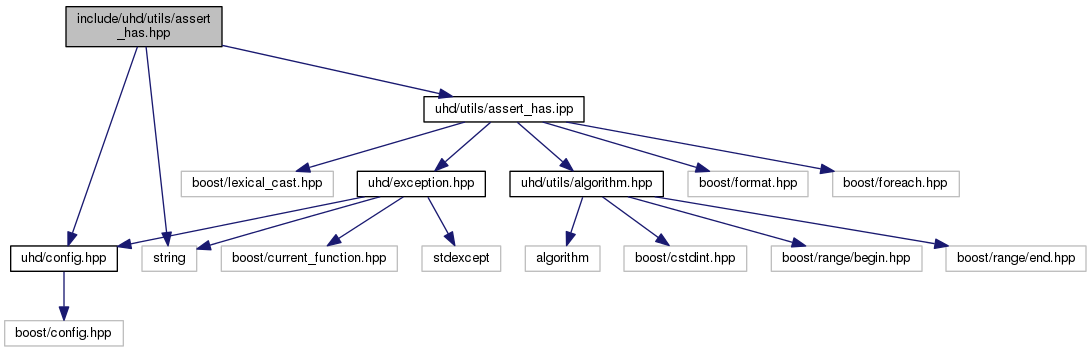 include/uhd/utils/assert
_has.hpp
uhd/utils/assert_has.ipp
boost/lexical_cast.hpp
uhd/exception.hpp
uhd/utils/algorithm.hpp
boost/format.hpp
boost/foreach.hpp
uhd/config.hpp
string
boost/current_function.hpp
stdexcept
algorithm
boost/cstdint.hpp
boost/range/begin.hpp
boost/range/end.hpp
boost/config.hpp